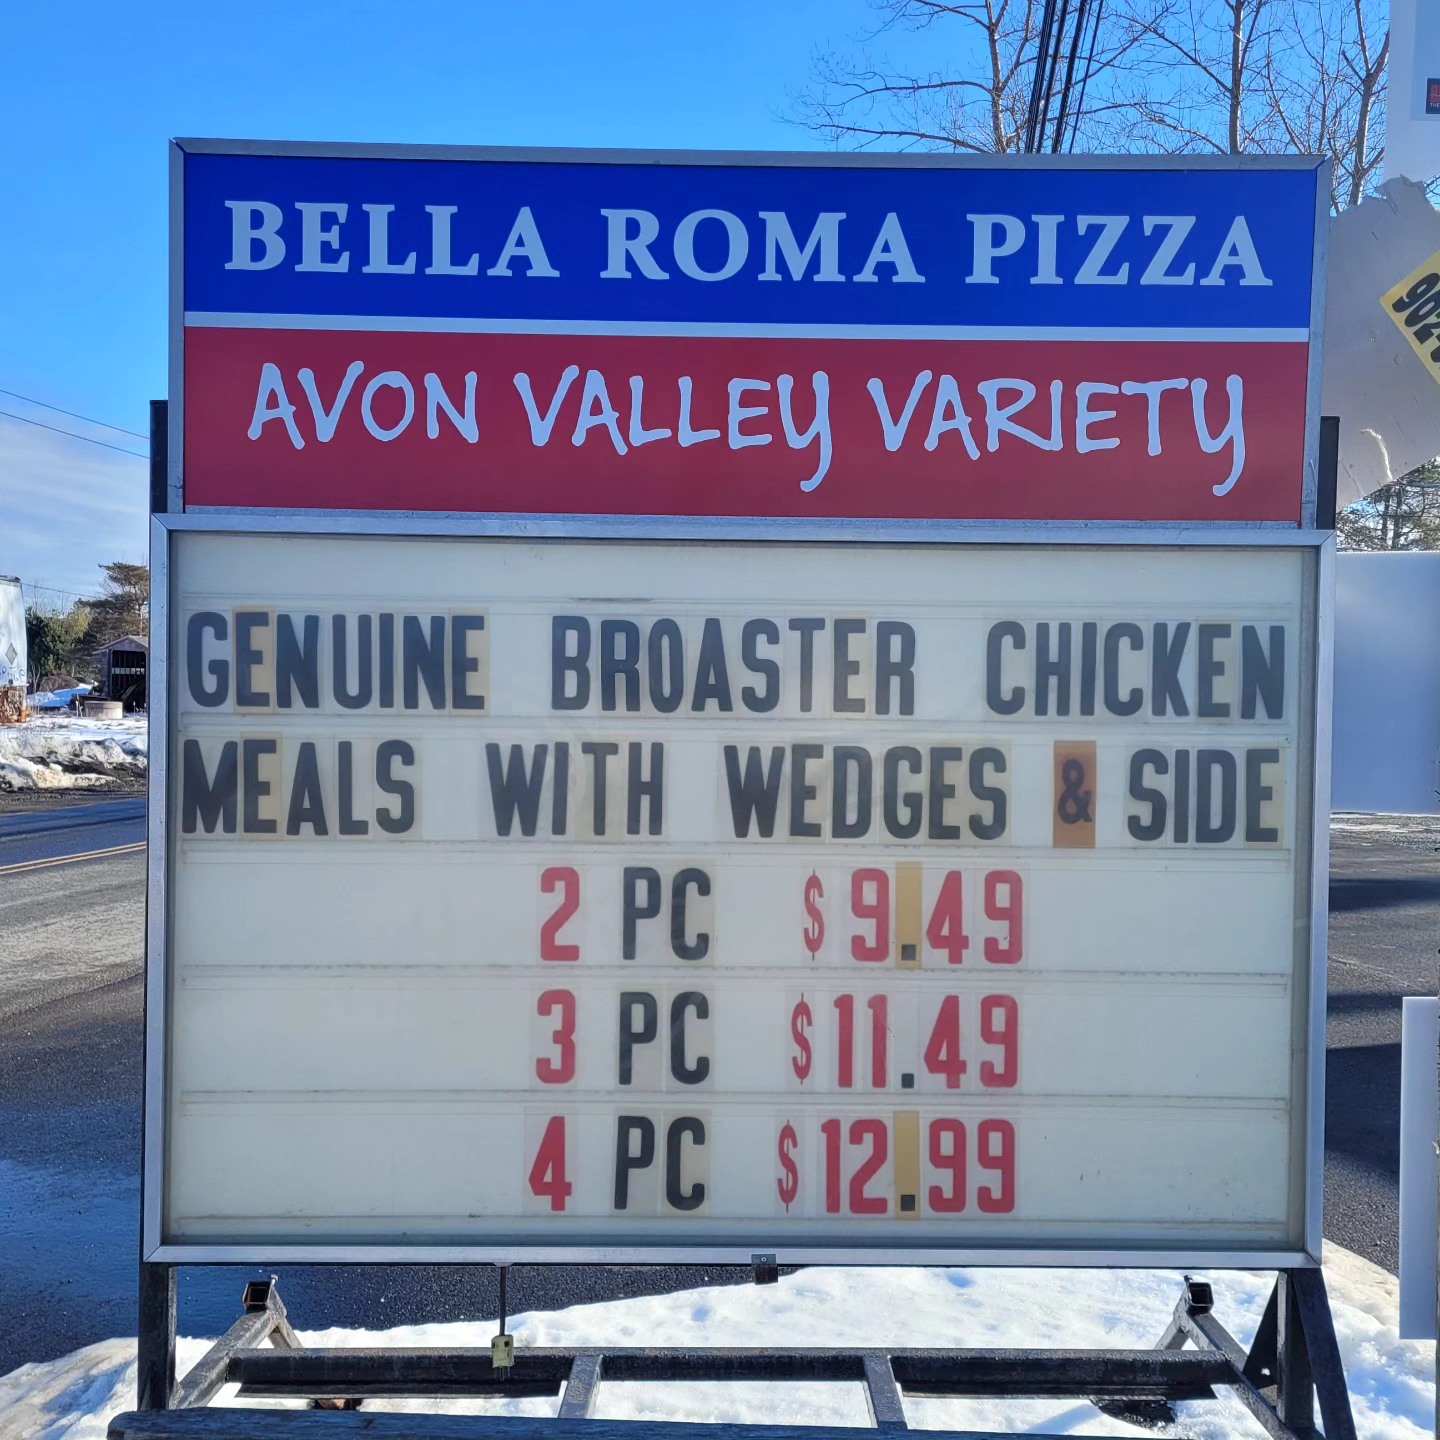 BELLA ROMA PIZZA
AVON VALLEY VARIETY
GENUINE BROASTER CHICKEN
MEALS WITH WEDGES & SIDE
2 PC $9.49
3 PC $11.49
4 PC $12.99
902-